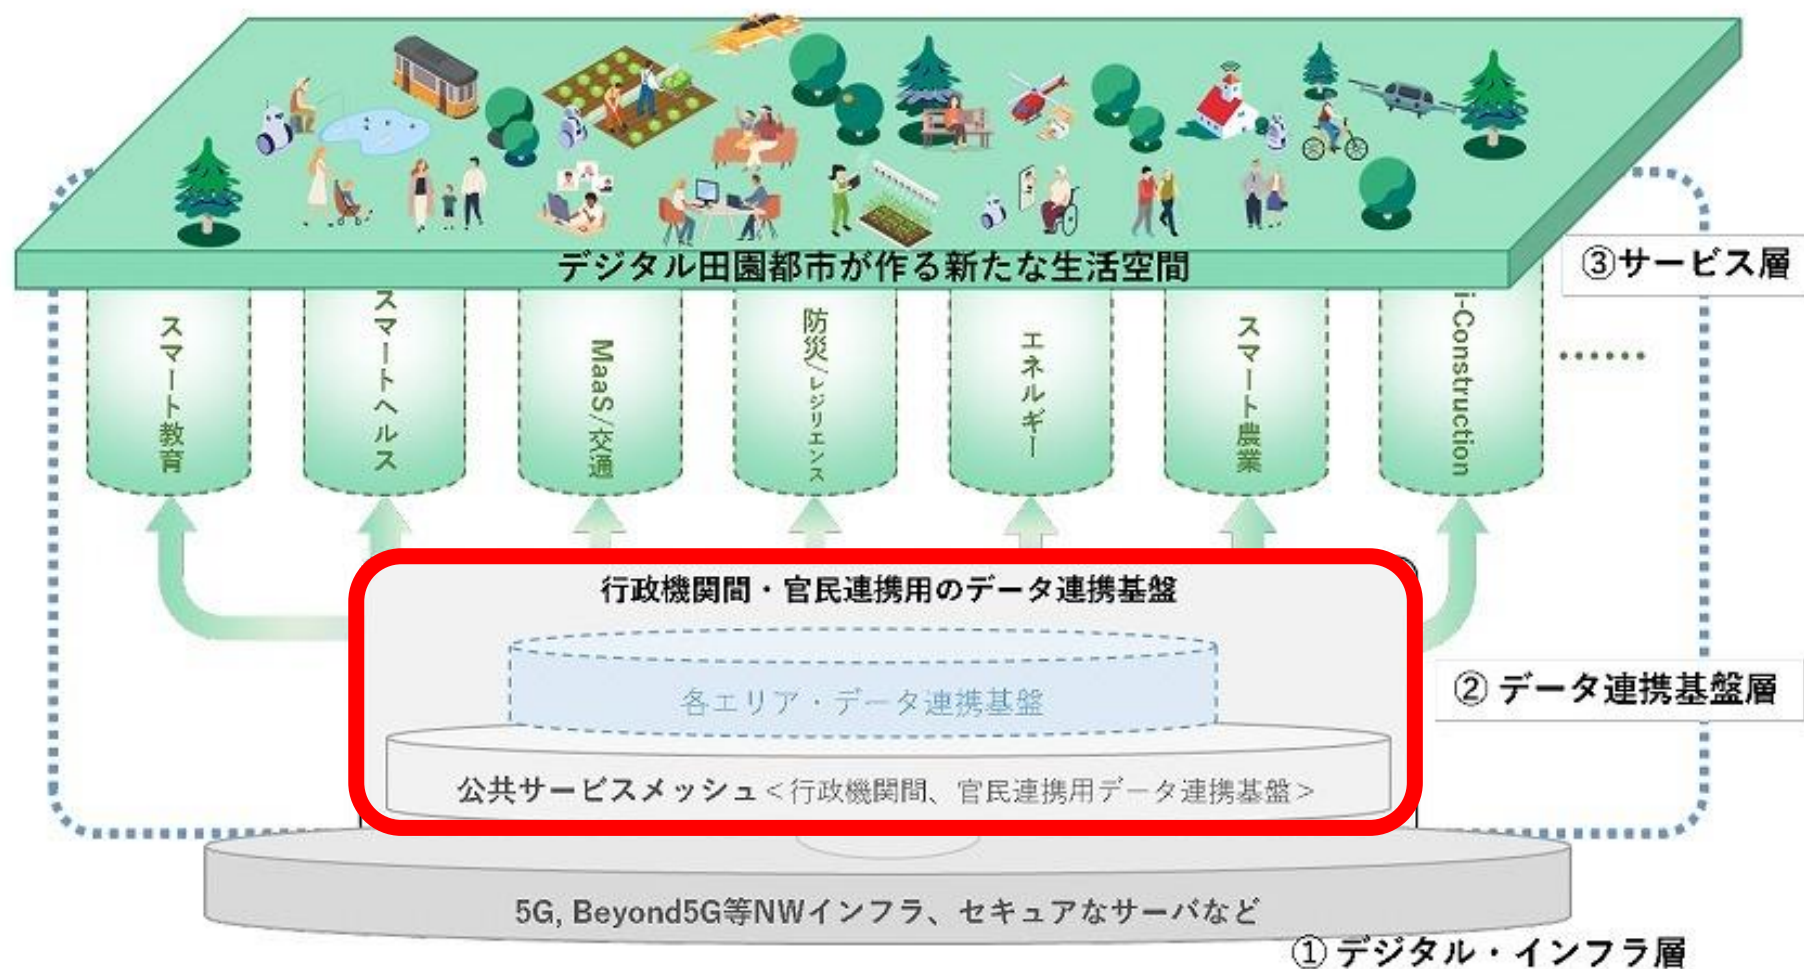 デジタル田園都市が作る新たな生活空間
③サービス層
スマート教育
スマートヘルス
MaaS/交通
防災/レジリエンス
エネルギー
スマート農業
i-Construction
……
行政機関間・官民連携用のデータ連携基盤
各エリア・データ連携基盤
② データ連携基盤層
公共サービスメッシュ＜行政機関間、官民連携用データ連携基盤＞
5G, Beyond5G等NWインフラ、セキュアなサーバなど
① デジタル・インフラ層